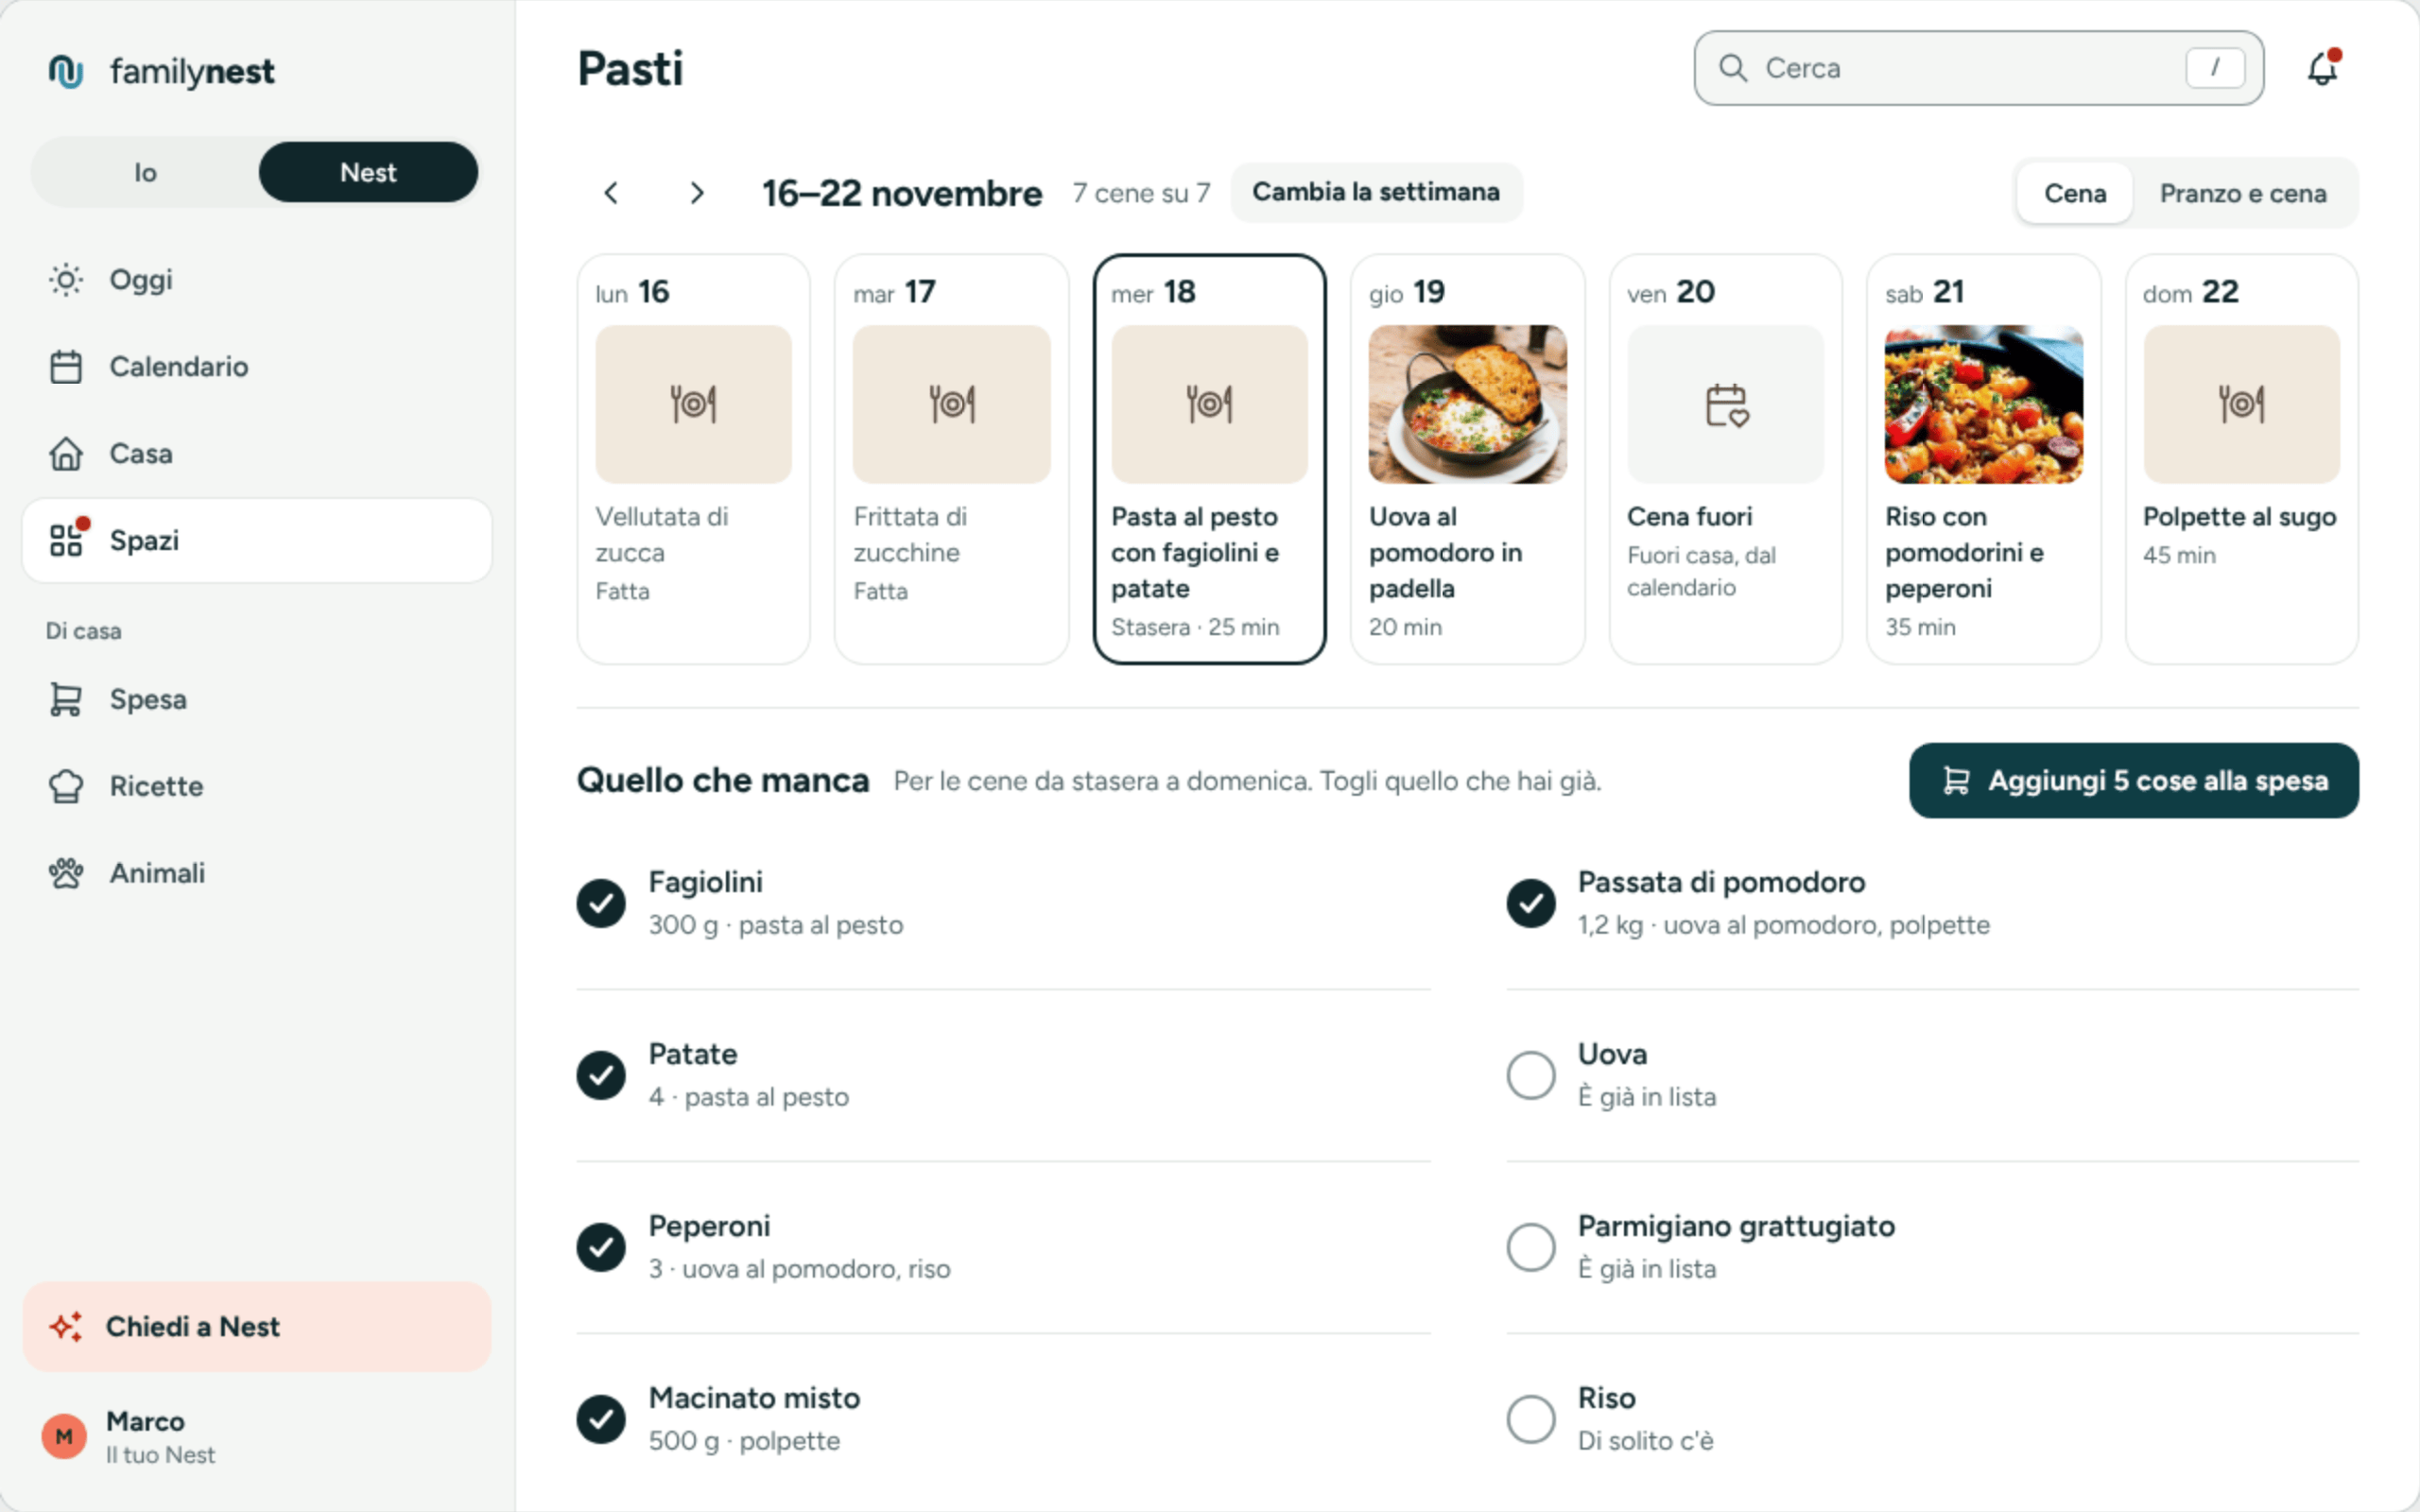 familynest
Io
Nest
Oggi
Calendario
Casa
Spazi
Di casa
Spesa
Ricette
Animali
Chiedi a Nest
M
Marco
Il tuo Nest
Pasti
Cerca
/
16–22 novembre
7 cene su 7
Cambia la settimana
Cena
Pranzo e cena
lun 16
Vellutata di
zucca
Fatta
mar 17
Frittata di
zucchine
Fatta
mer 18
Pasta al pesto
con fagiolini e
patate
Stasera · 25 min
gio 19
Uova al
pomodoro in
padella
20 min
ven 20
Cena fuori
Fuori casa, dal
calendario
sab 21
Riso con
pomodorini e
peperoni
35 min
dom 22
Polpette al sugo
45 min
Quello che manca
Per le cene da stasera a domenica. Togli quello che hai già.
Aggiungi 5 cose alla spesa
Fagiolini
300 g · pasta al pesto
Patate
4 · pasta al pesto
Peperoni
3 · uova al pomodoro, riso
Macinato misto
500 g · polpette
Passata di pomodoro
1,2 kg · uova al pomodoro, polpette
Uova
È già in lista
Parmigiano grattugiato
È già in lista
Riso
Di solito c'è